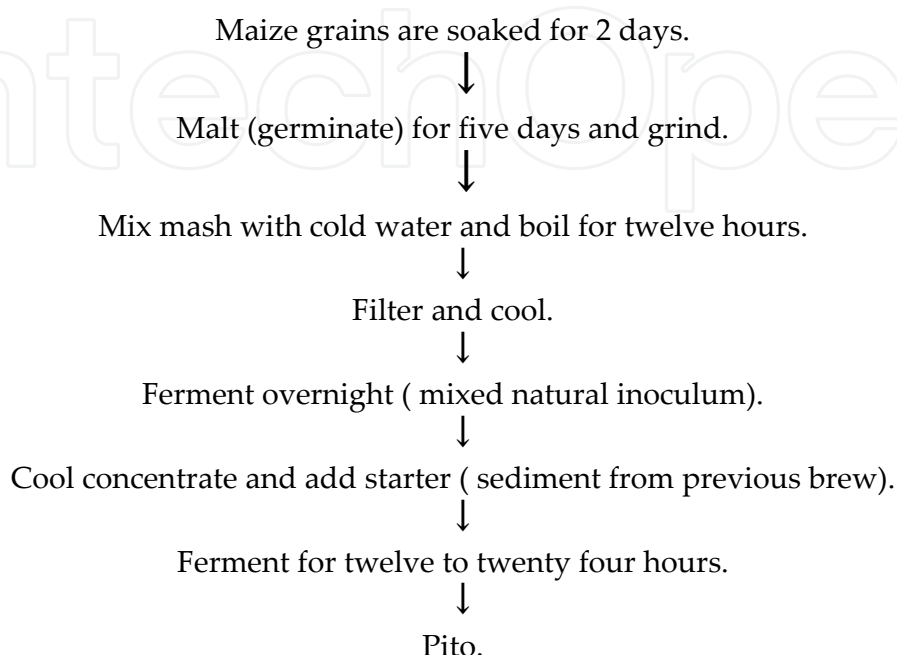 Maize grains are soaked for 2 days.
↓
Malt (germinate) for five days and grind.
↓
Mix mash with cold water and boil for twelve hours.
↓
Filter and cool.
↓
Ferment overnight ( mixed natural inoculum).
↓
Cool concentrate and add starter ( sediment from previous brew).
↓
Ferment for twelve to twenty four hours.
↓
Pito.